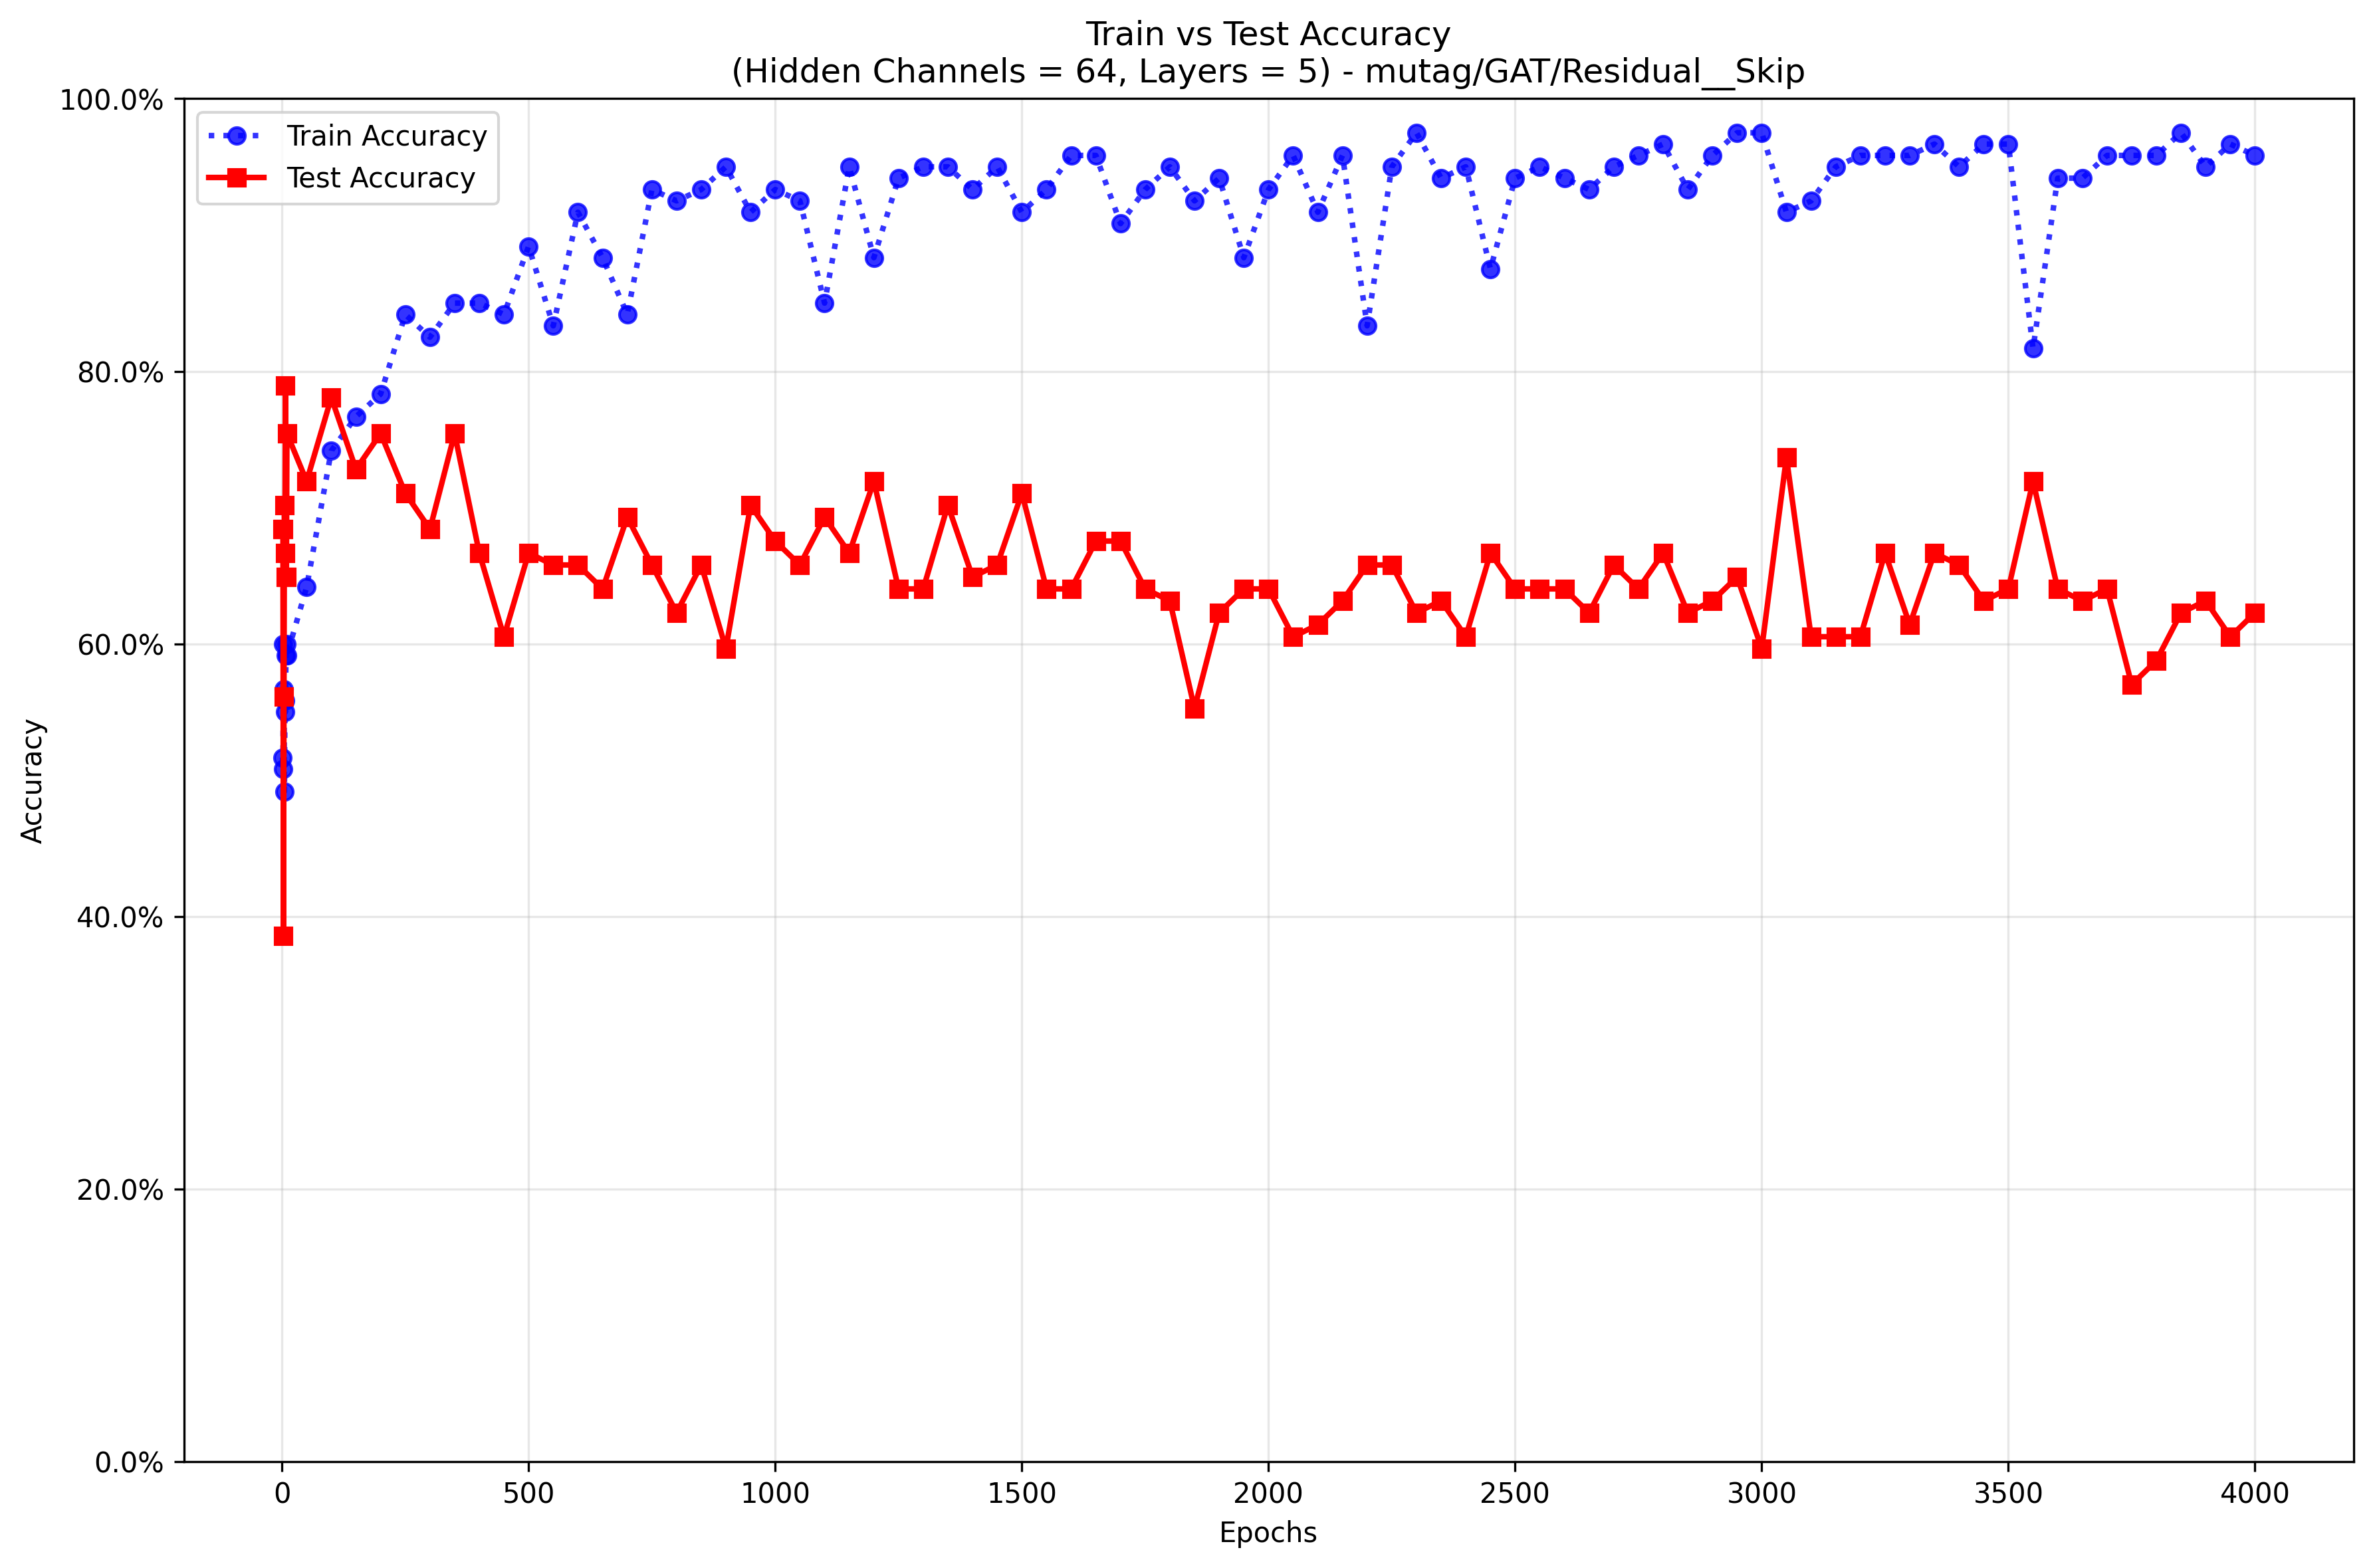 Train vs Test Accuracy
(Hidden Channels = 64, Layers = 5) - mutag/GAT/Residual__Skip
Train Accuracy
Test Accuracy
100.0%
80.0%
60.0%
40.0%
20.0%
0.0%
Accuracy
0 500 1000 1500 2000 2500 3000 3500 4000
Epochs